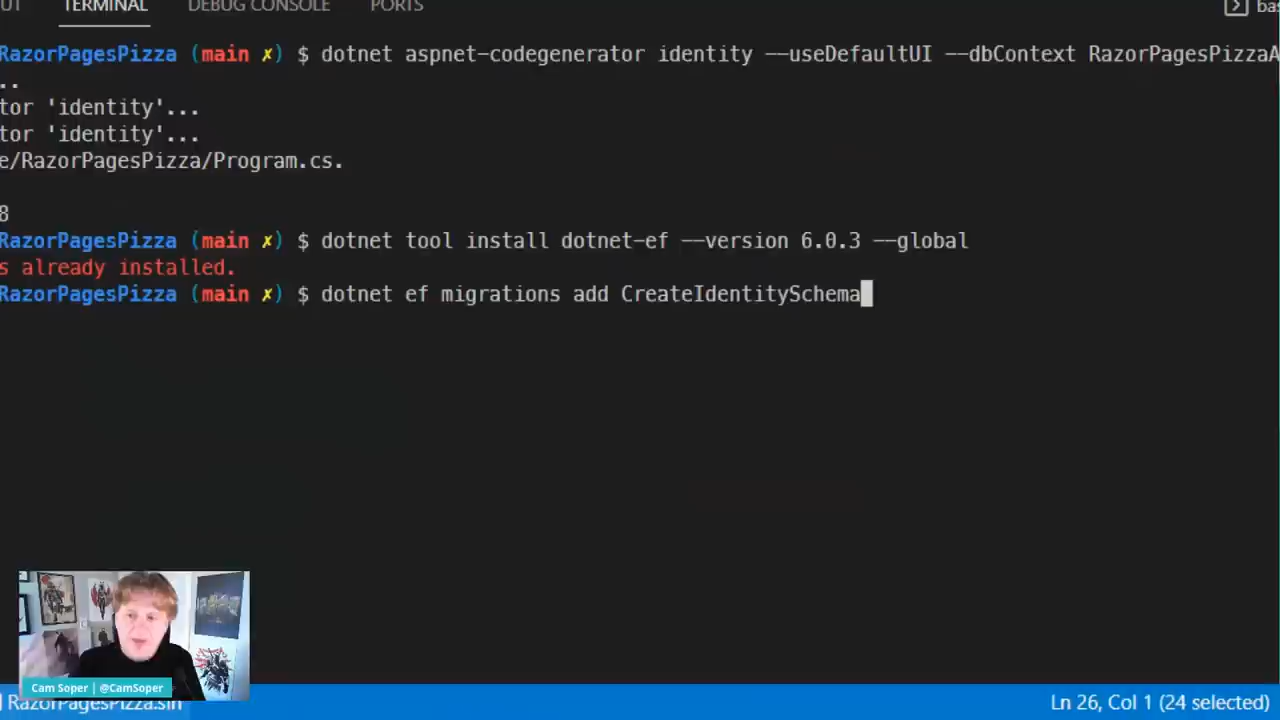 UT TERMINAL DEBUG CONSOLE PORTS bas
RazorPagesPizza (main ✗) $ dotnet aspnet-codegenerator identity --useDefaultUI --dbContext RazorPagesPizzaA
..
tor 'identity'...
tor 'identity'...
e/RazorPagesPizza/Program.cs.
8
RazorPagesPizza (main ✗) $ dotnet tool install dotnet-ef --version 6.0.3 --global
s already installed.
RazorPagesPizza (main ✗) $ dotnet ef migrations add CreateIdentitySchema
Cam Soper | @CamSoper
RazorPagesPizza.sln Ln 26, Col 1 (24 selected)